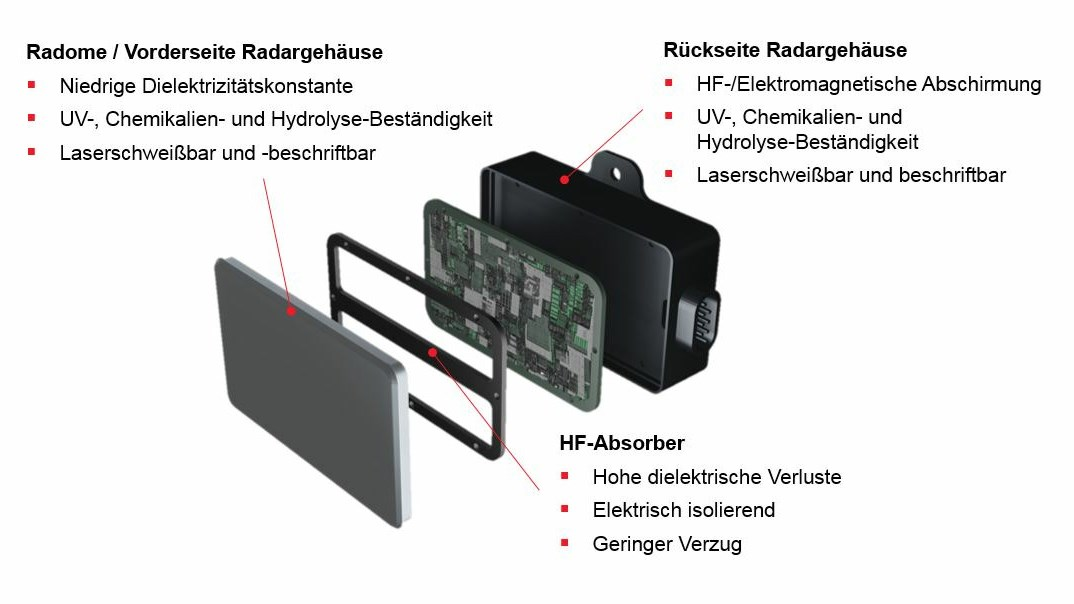 Radome / Vorderseite Radargehäuse
Niedrige Dielektrizitätskonstante
UV-, Chemikalien- und Hydrolyse-Beständigkeit
Laserschweißbar und -beschriftbar
Rückseite Radargehäuse
HF-/Elektromagnetische Abschirmung
UV-, Chemikalien- und
Hydrolyse-Beständigkeit
Laserschweißbar und beschriftbar
HF-Absorber
Hohe dielektrische Verluste
Elektrisch isolierend
Geringer Verzug